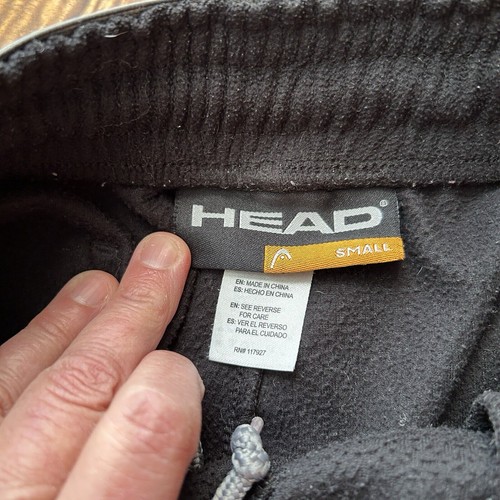 HEAD®
SMALL
EN: MADE IN CHINA
ES: HECHO EN CHINA
EN: SEE REVERSE
FOR CARE
ES: VER EL REVERSO
PARA EL CUIDADO
RN# 117927